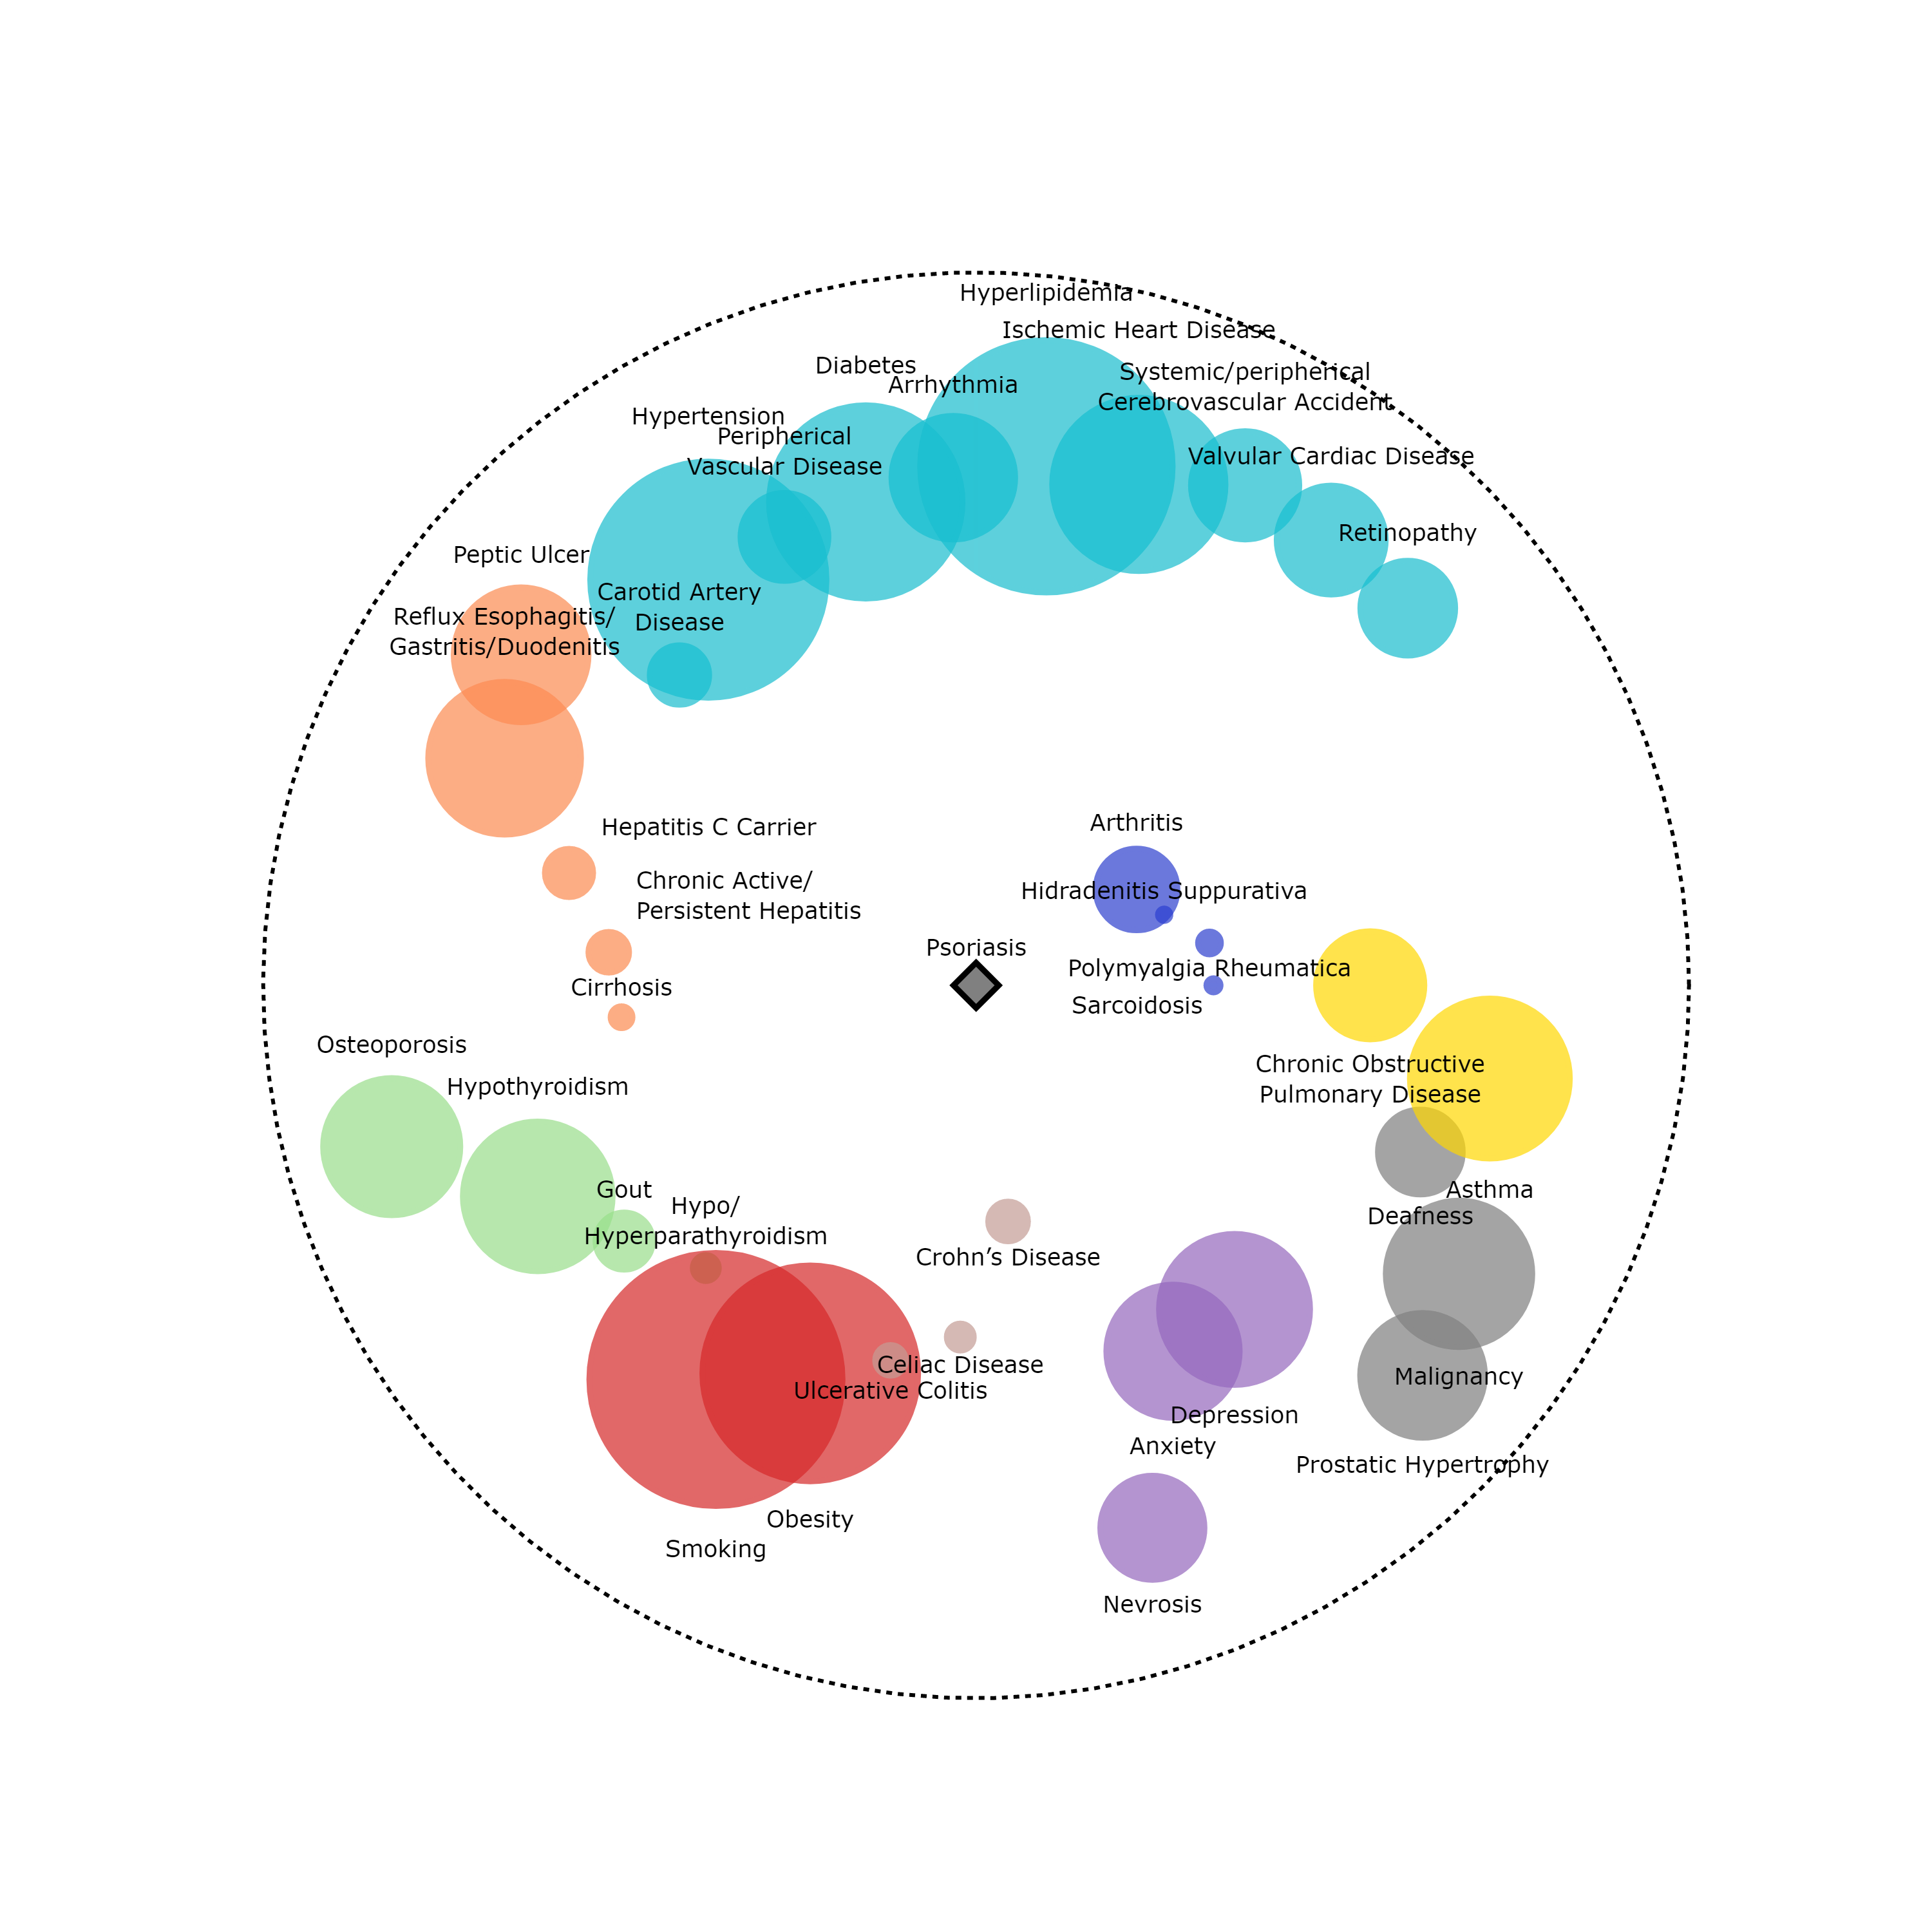 Hyperlipidemia
Ischemic Heart Disease
Diabetes
Systemic/peripherical
Arrhythmia
Cerebrovascular Accident
Hypertension
Peripherical
Vascular Disease
Valvular Cardiac Disease
Retinopathy
Peptic Ulcer
Carotid Artery
Disease
Reflux Esophagitis/
Gastritis/Duodenitis
Hepatitis C Carrier
Arthritis
Chronic Active/
Persistent Hepatitis
Hidradenitis Suppurativa
Psoriasis
Polymyalgia Rheumatica
Cirrhosis
Sarcoidosis
Osteoporosis
Chronic Obstructive
Pulmonary Disease
Hypothyroidism
Gout
Hypo/
Hyperparathyroidism
Asthma
Deafness
Crohn’s Disease
Celiac Disease
Ulcerative Colitis
Malignancy
Depression
Anxiety
Prostatic Hypertrophy
Obesity
Smoking
Nevrosis